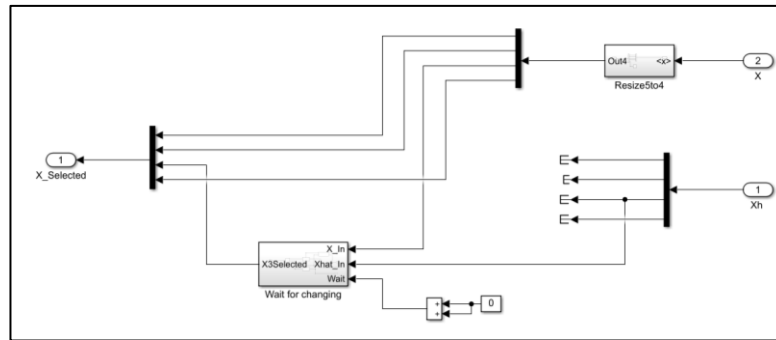 Out4 <x>
Resize5to4
2
X
1
X_Selected
1
Xh
X_In
X3Selected Xhat_In
Wait
Wait for changing
+
+
0